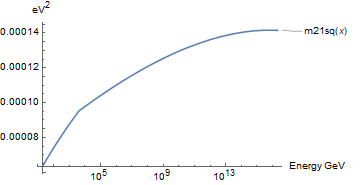 eV²
0.00014
0.00012
0.00010
0.00008
m21sq(x)
10⁵
10⁹
10¹³
Energy GeV